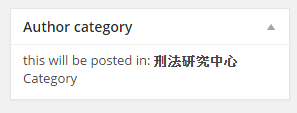 Author category
this will be posted in: 刑法研究中心
Category